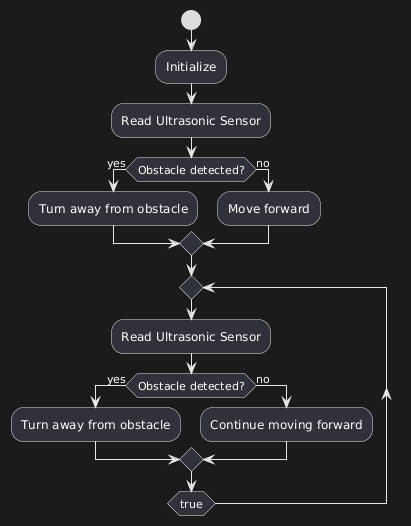 Initialize
Read Ultrasonic Sensor
yes
Obstacle detected?
no
Turn away from obstacle
Move forward
Read Ultrasonic Sensor
yes
Obstacle detected?
no
Turn away from obstacle
Continue moving forward
true